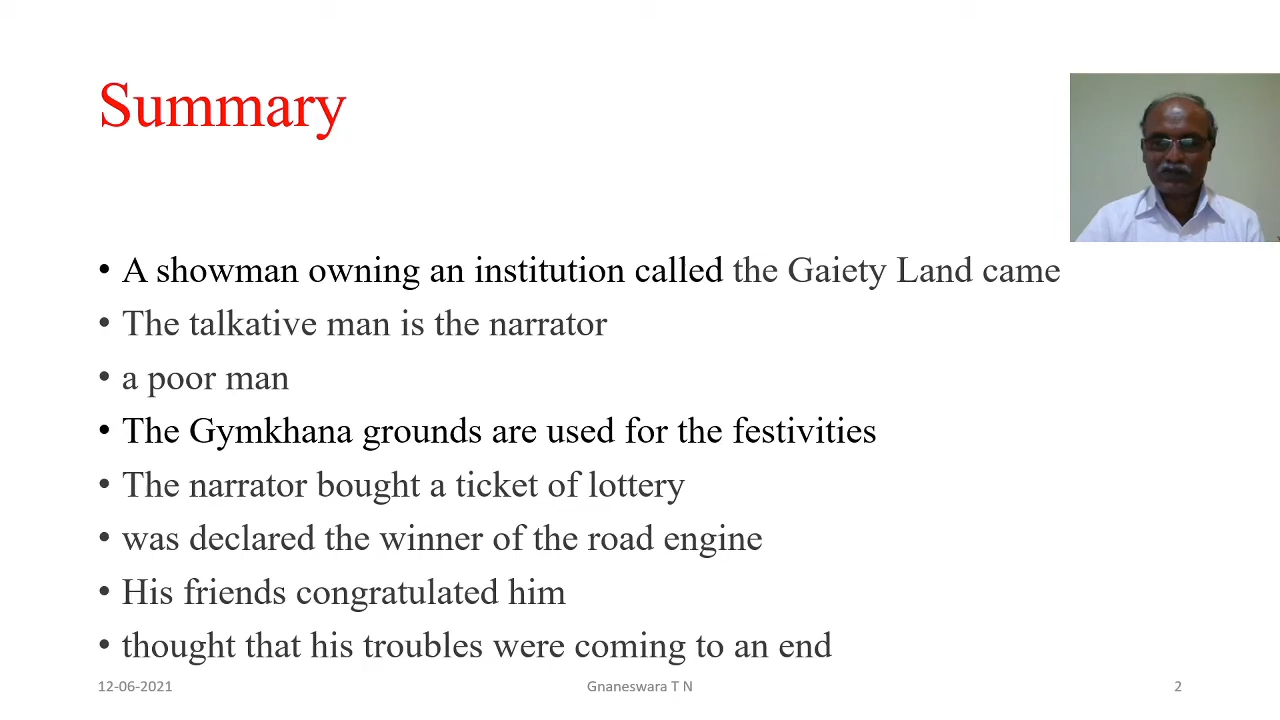 Summary
• A showman owning an institution called the Gaiety Land came
• The talkative man is the narrator
• a poor man
• The Gymkhana grounds are used for the festivities
• The narrator bought a ticket of lottery
• was declared the winner of the road engine
• His friends congratulated him
• thought that his troubles were coming to an end
12-06-2021
Gnaneswara T N
2